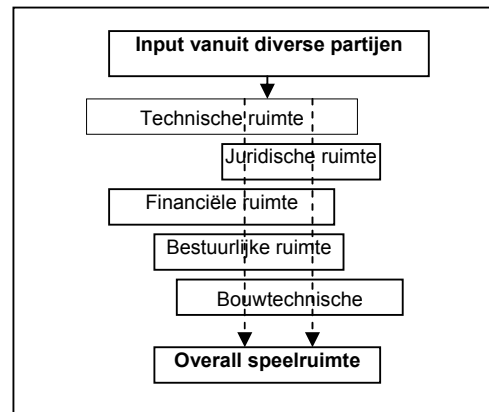 Input vanuit diverse partijen
Technische ruimte
Juridische ruimte
Financiële ruimte
Bestuurlijke ruimte
Bouwtechnische
Overall speelruimte